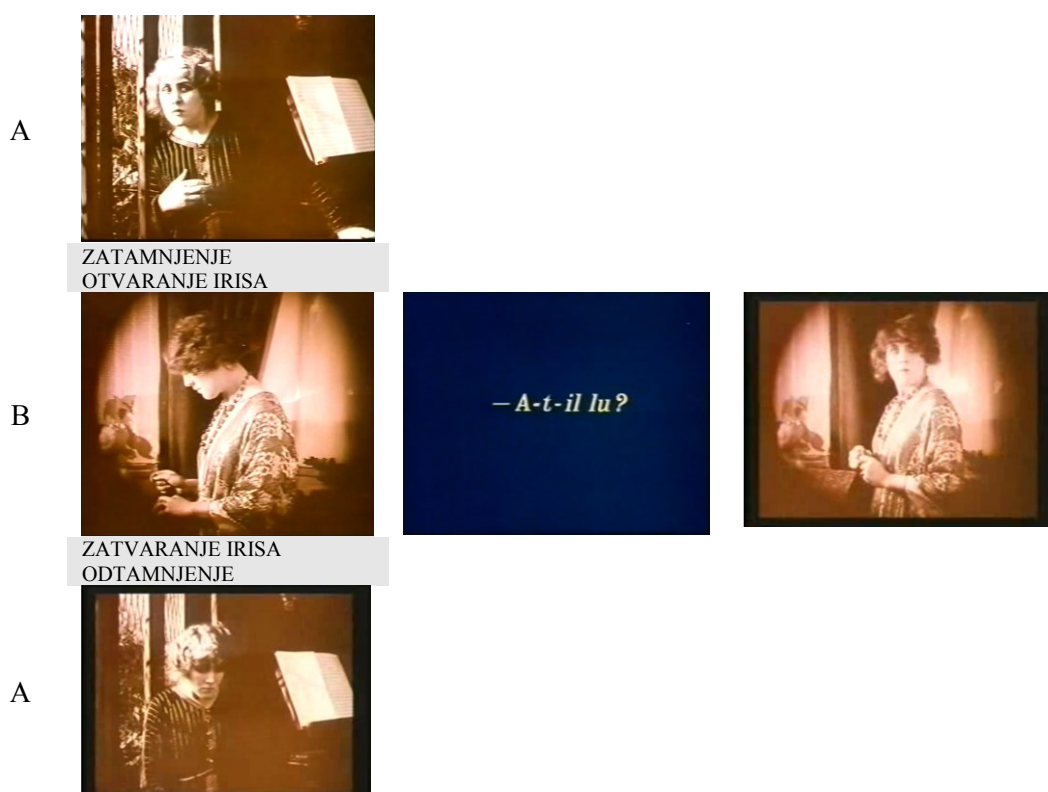 A
ZATAMNJENJE
OTVARANJE IRISA
B
— A-t-il lu ?
ZATVARANJE IRISA
ODTAMNJENJE
A